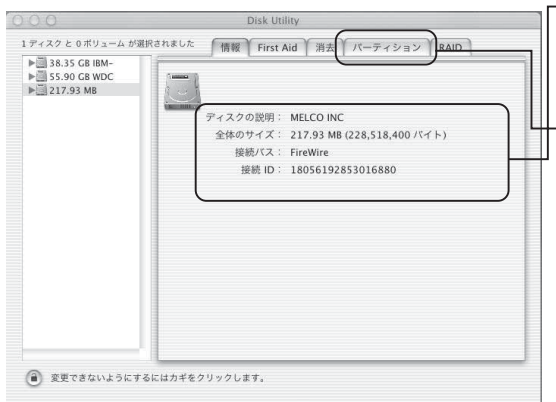 Disk Utility
1 ディスク と 0 ボリューム が選択されました
情報 First Aid 消去 パーティション RAID
38.35 GB IBM-
55.90 GB WDC
217.93 MB
ディスクの説明： MELCO INC
全体のサイズ： 217.93 MB (228,518,400 バイト)
接続バス： FireWire
接続 ID： 18056192853016880
変更できないようにするにはカギをクリックします。